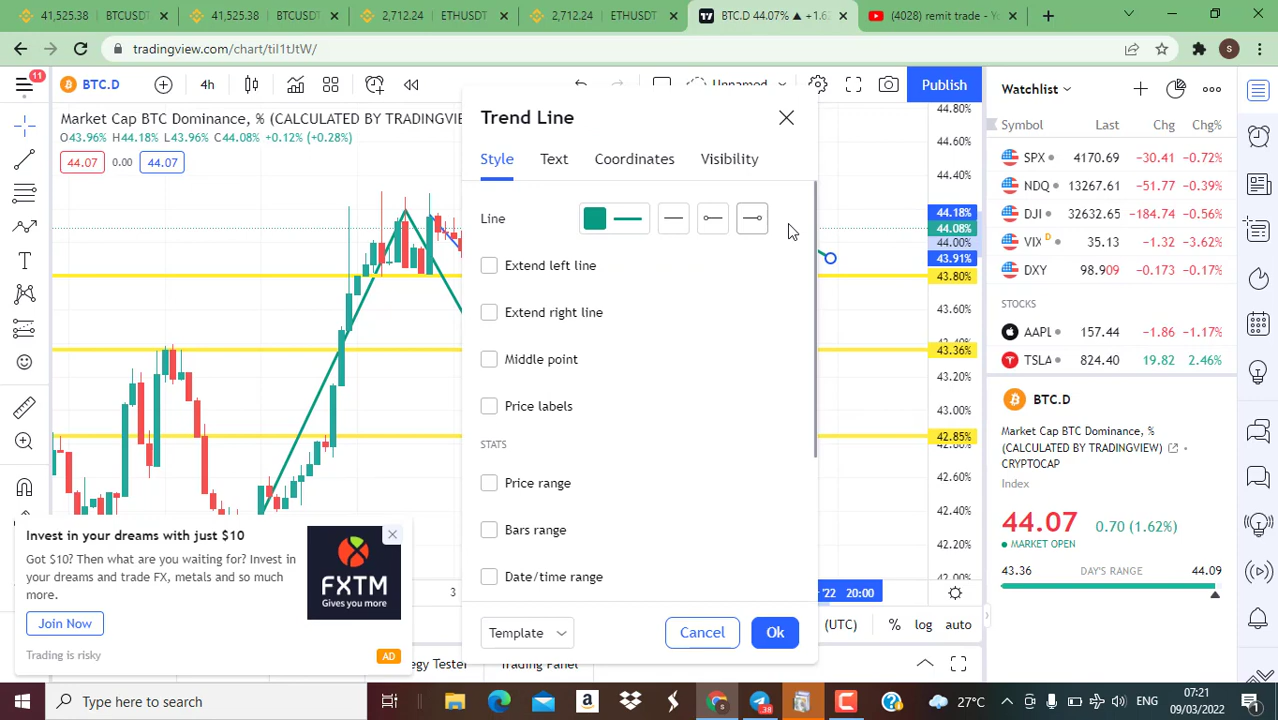 41,525.38 BTCUSDT
41,525.38 BTCUSDT
2,712.24 ETHUSDT
2,712.24 ETHUSDT
BTC.D 44.07% ▲ +1.6
(4028) remit trade - Yo
tradingview.com/chart/til1tJtW/
S
11
BTC.D
4h
Unnamed
Publish
Market Cap BTC Dominance, % (CALCULATED BY TRADINGVIE
O43.96% H44.18% L43.96% C44.08% +0.12 (+0.28%)
44.07 0.00 44.07
Trend Line
Style Text Coordinates Visibility
Line
Extend left line
Extend right line
Middle point
Price labels
STATS
Price range
Bars range
Date/time range
Template
Cancel
Ok
44.80%
44.60%
44.40%
44.18%
44.08%
44.00%
43.91%
43.80%
43.60%
43.36%
43.20%
43.00%
42.85%
42.60%
42.40%
42.20%
42.00%
3
'22 20:00
(UTC) % log auto
egy Tester
Trading Panel
Invest in your dreams with just $10
Got $10? Then what are you waiting for? Invest in
your dreams and trade FX, metals and so much
more.
Join Now
Trading is risky
AD
FXTM
Gives you more
Watchlist
Symbol Last Chg Chg%
SPX 4170.69 −30.41 −0.72%
NDQ 13267.61 −51.77 −0.39%
DJI 32632.65 −184.74 −0.56%
VIX D 35.13 −1.32 −3.62%
DXY 98.909 −0.173 −0.17%
STOCKS
AAPL 157.44 −1.86 −1.17%
TSLA 824.40 19.82 2.46%
BTC.D
Market Cap BTC Dominance, %
(CALCULATED BY TRADINGVIEW)
CRYPTOCAP
Index
44.07 0.70 (1.62%)
MARKET OPEN
DAY'S RANGE
43.36 44.09
Type here to search
38
27°C
ENG
07:21
09/03/2022